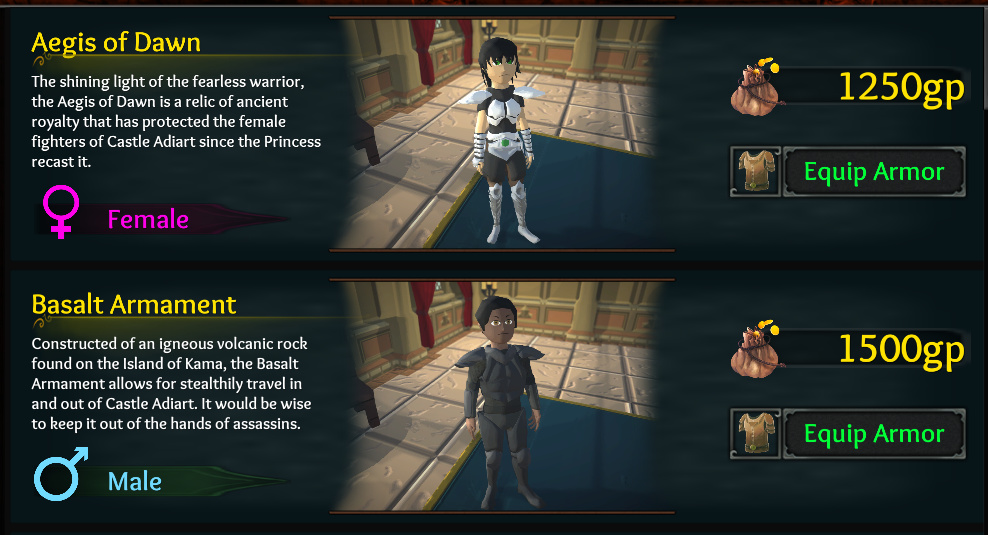 Aegis of Dawn
The shining light of the fearless warrior,
the Aegis of Dawn is a relic of ancient
royalty that has protected the female
fighters of Castle Adiart since the Princess
recast it.
Female
1250gp
Equip Armor
Basalt Armament
Constructed of an igneous volcanic rock
found on the Island of Kama, the Basalt
Armament allows for stealthily travel in
and out of Castle Adiart. It would be wise
to keep it out of the hands of assassins.
Male
1500gp
Equip Armor